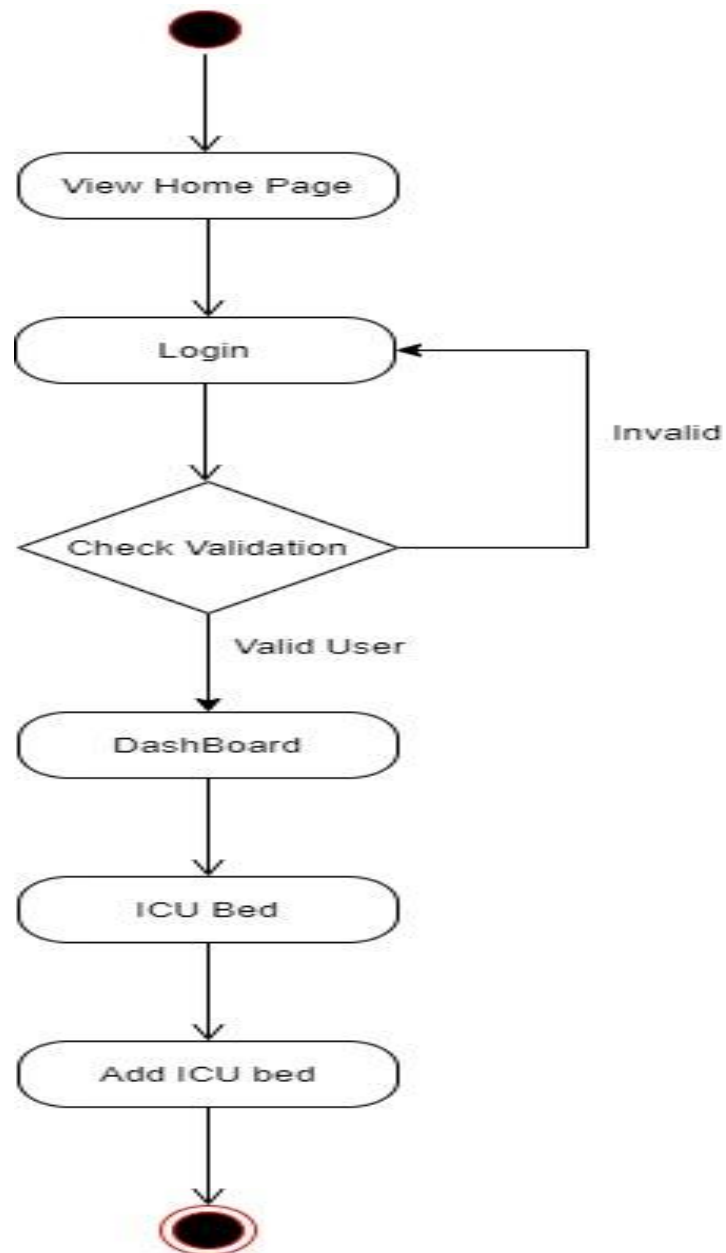 View Home Page
Login
Invalid
Check Validation
Valid User
DashBoard
ICU Bed
Add ICU bed